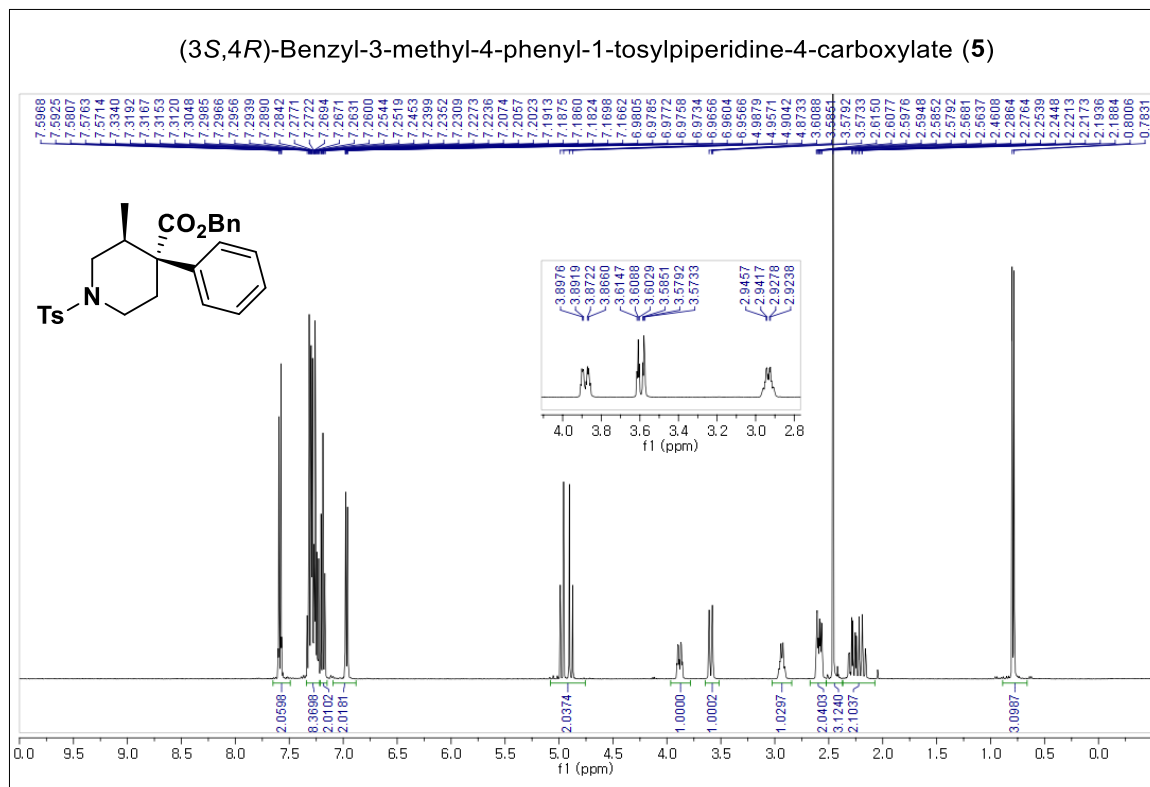 (3S,4R)-Benzyl-3-methyl-4-phenyl-1-tosylpiperidine-4-carboxylate (5)
7.5968 7.5925 7.5807 7.5763 7.5714 7.3340 7.3192 7.3167 7.3153 7.3120 7.3048 7.2985 7.2966 7.2956 7.2939 7.2890 7.2842 7.2771 7.2722 7.2694 7.2671 7.2631 7.2600 7.2544 7.2519 7.2453 7.2399 7.2352 7.2309 7.2273 7.2236 7.2074 7.2057 7.2023 7.1913 7.1875 7.1860 7.1824 7.1698 7.1662 6.9805 6.9785 6.9772 6.9758 6.9734 6.9656 6.9604 6.9566 4.9879 4.9571 4.9042 4.8733 3.6088 3.5851 3.5792 3.5733 2.6150 2.6077 2.5976 2.5948 2.5852 2.5792 2.5681 2.5637 2.4608 2.2864 2.2764 2.2539 2.2448 2.2213 2.2173 2.1936 2.1884 0.8006 0.7831
CO2Bn
N
Ts
3.8976 3.8919 3.8722 3.8660 3.6147 3.6088 3.6029 3.5851 3.5792 3.5733 2.9457 2.9417 2.9278 2.9238
4.0 3.8 3.6 3.4 3.2 3.0 2.8
f1 (ppm)
2.0598 8.3698 2.0102 2.0181 2.0374 1.0000 1.0002 1.0297 2.0403 3.1240 2.1037 3.0987
0.0 9.5 9.0 8.5 8.0 7.5 7.0 6.5 6.0 5.5 5.0 4.5 4.0 3.5 3.0 2.5 2.0 1.5 1.0 0.5 0.0
f1 (ppm)